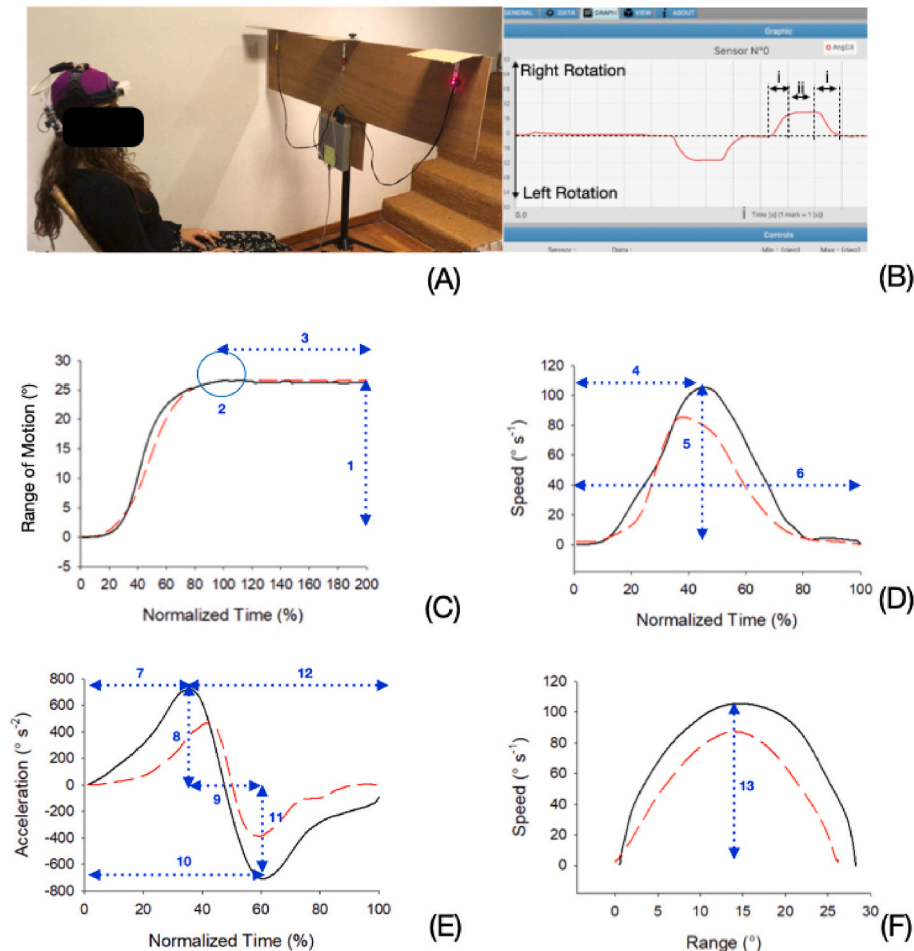 GENERAL DATA GRAPH VIEW ABOUT
Graphic
Sensor N°0
AngCX
Right Rotation
i ii i
0
Left Rotation
0.0
Time [s] (1 mark = 1 [s])
Controls
Sensor : Data : Min : [deg] Max : [deg]
(A)
(B)
3
30
25
20
15
10
5
0
-5
2
1
Range of Motion (°)
0 20 40 60 80 100 120 140 160 180 200
Normalized Time (%)
(C)
120
100
80
60
40
20
0
4
5
6
Speed (° s-1)
0 20 40 60 80 100
Normalized Time (%)
(D)
800
600
400
200
0
-200
-400
-600
-800
7
12
8
9
11
10
Acceleration (° s-2)
0 20 40 60 80 100
Normalized Time (%)
(E)
120
100
80
60
40
20
0
13
Speed (° s-1)
0 5 10 15 20 25 30
Range (°)
(F)